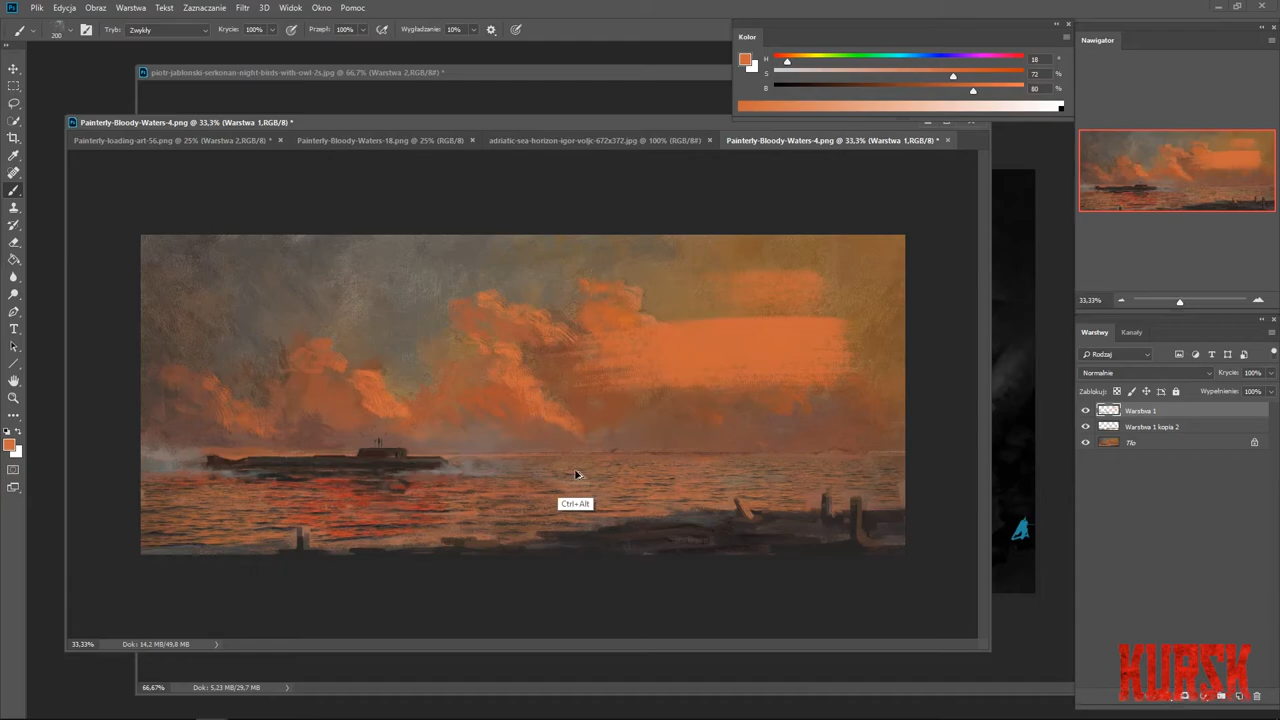 Plik Edycja Obraz Warstwa Tekst Zaznaczanie Filtr 3D Widok Okno Pomoc
200 Tryb: Zwykły Krycie: 100% Przepł.: 100% Wygładzanie: 10%
Kolor
H 18 °
S 72 %
B 80 %
Nawigator
piotr-jablonski-serkonan-night-birds-with-owl-2s.jpg @ 66,7% (Warstwa 2,RGB/8#) *
Painterly-Bloody-Waters-4.png @ 33,3% (Warstwa 1,RGB/8) *
Painterly-loading-art-56.png @ 25% (Warstwa 2,RGB/8) *
Painterly-Bloody-Waters-18.png @ 25% (RGB/8)
adriatic-sea-horizon-igor-voljc-672x372.jpg @ 100% (RGB/8#)
Painterly-Bloody-Waters-4.png @ 33,3% (Warstwa 1,RGB/8) *
33,33%
Warstwy Kanały
Rodzaj
Normalnie Krycie: 100%
Zablokuj: Wypełnienie: 100%
Warstwa 1
Warstwa 1 kopia 2
Tło
Ctrl+Alt
33,33% Dok: 14,2 MB/49,8 MB
66,67% Dok: 5,23 MB/29,7 MB
KURSK